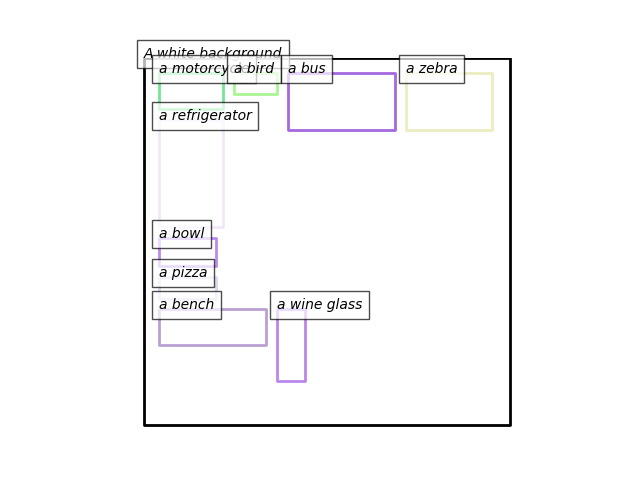 A white background
a motorcycle
a bird
a bus
a zebra
a refrigerator
a bowl
a pizza
a bench
a wine glass